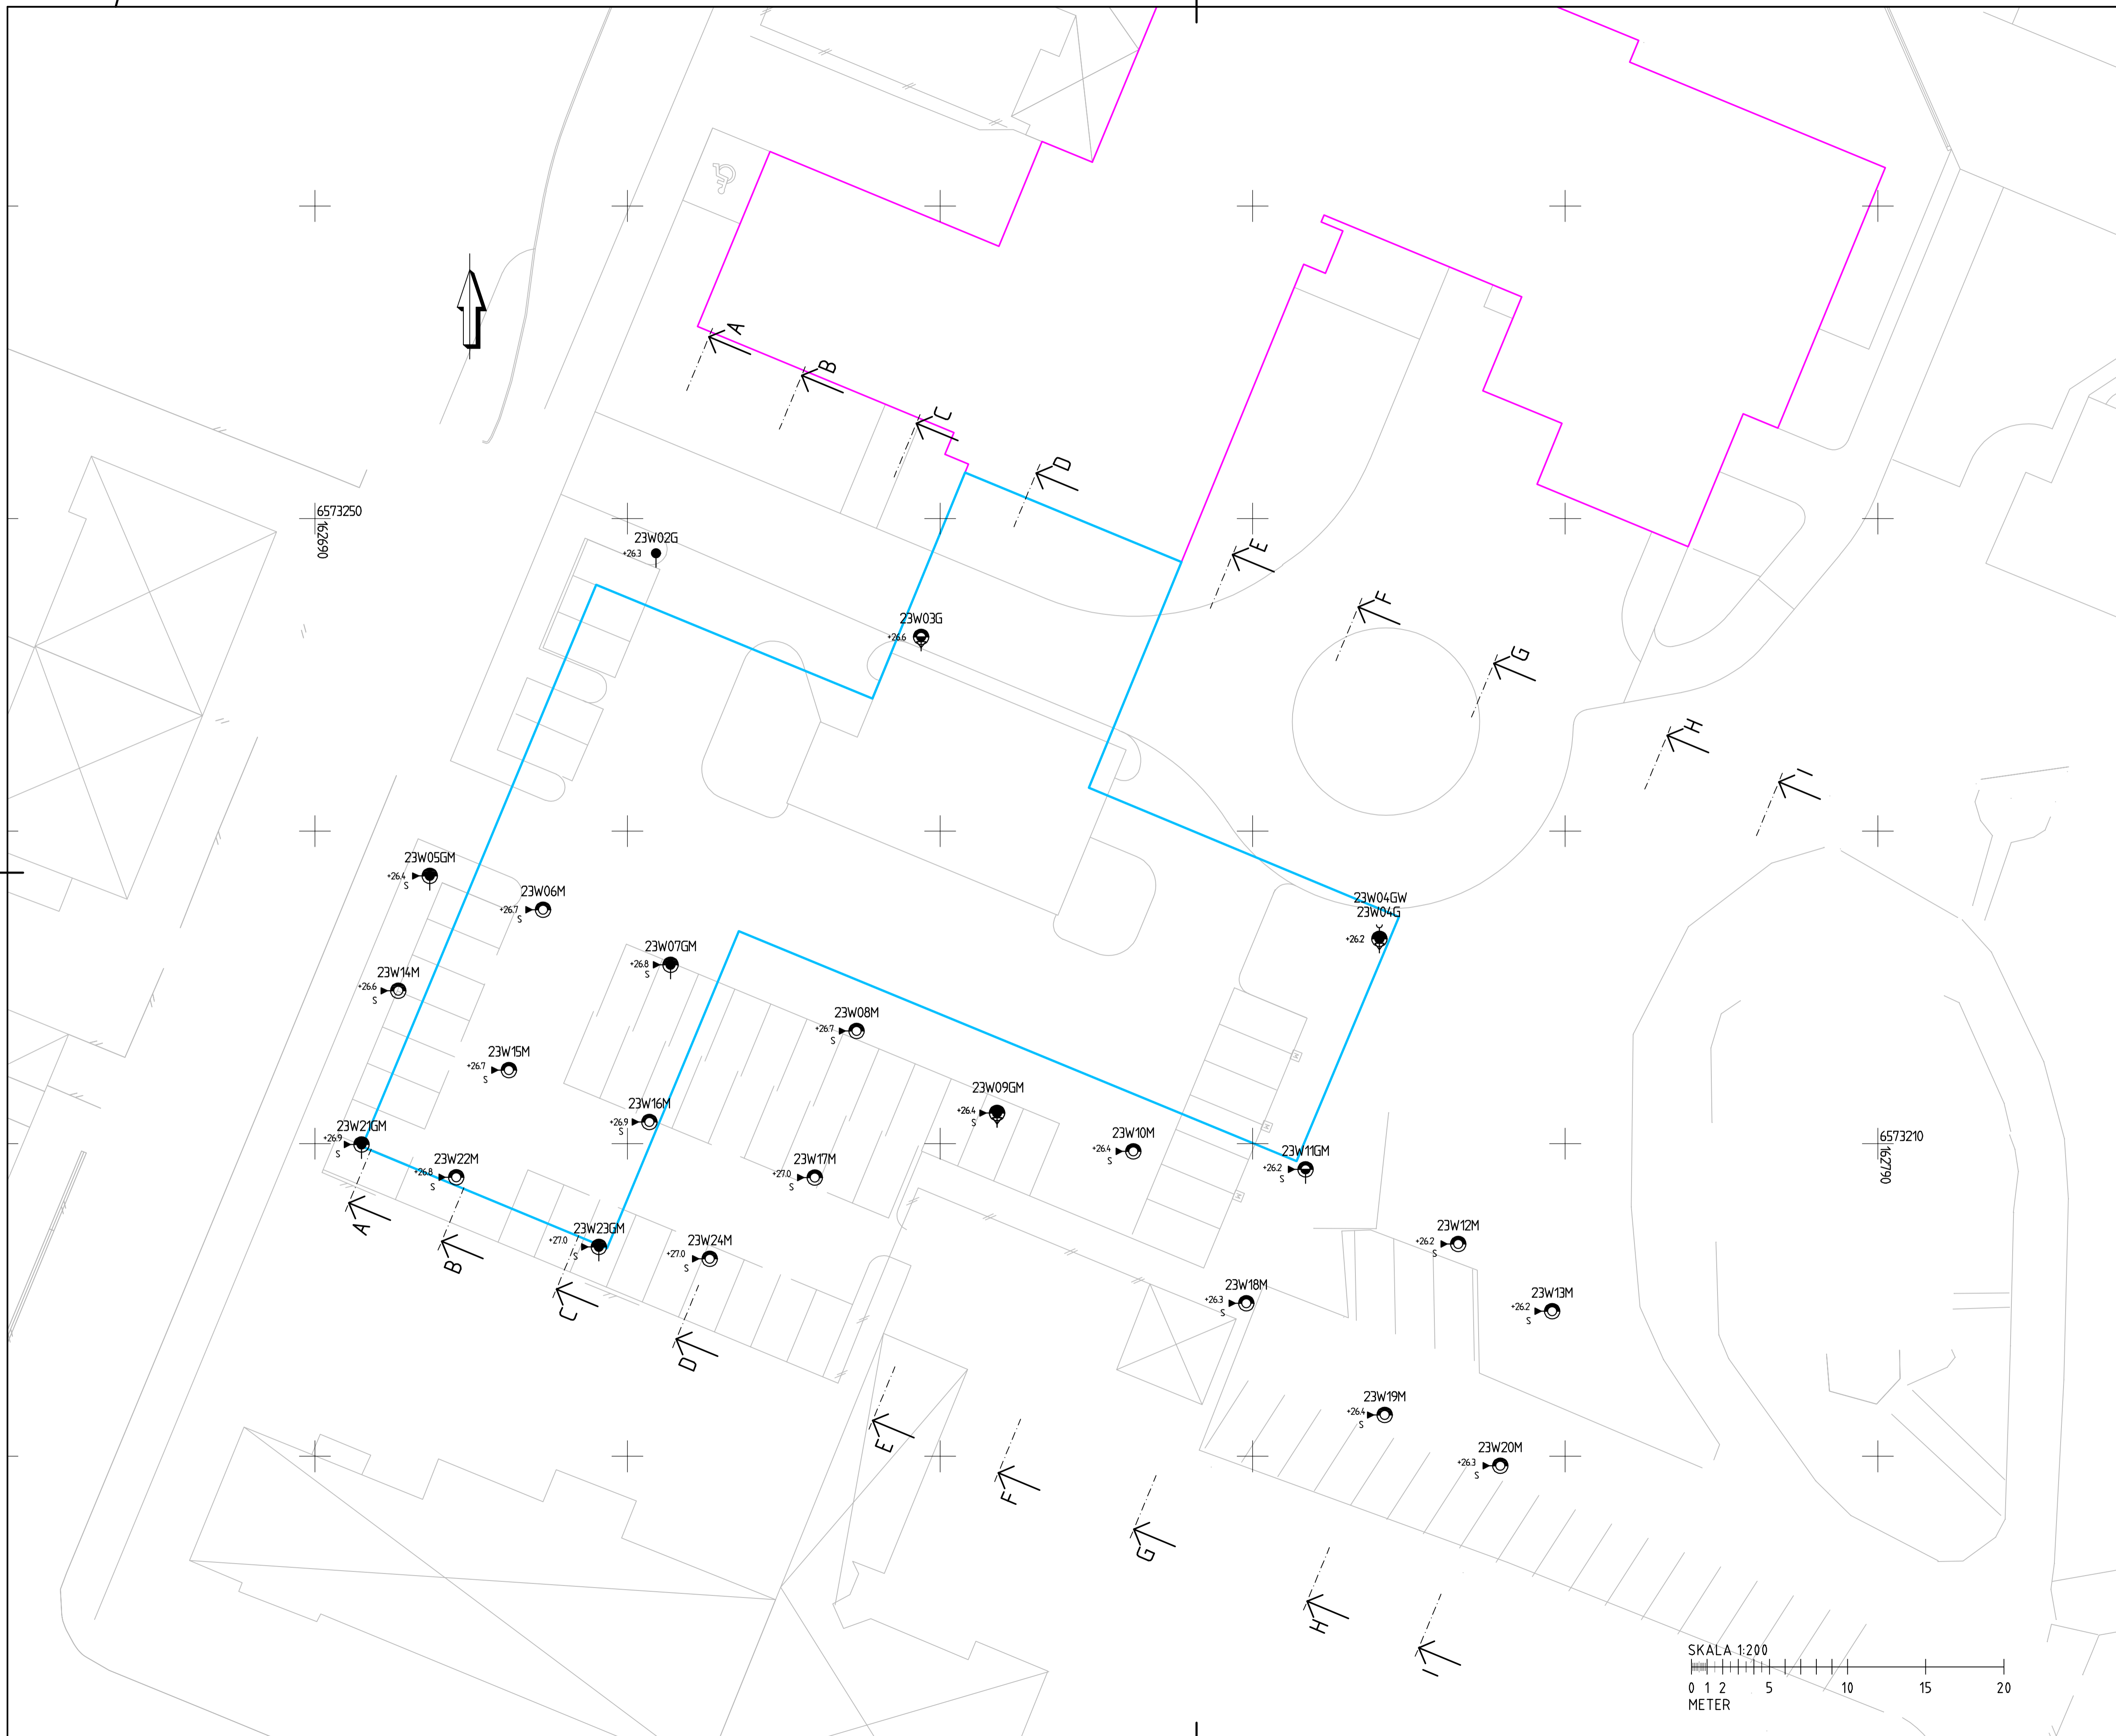 A
B
C
D
6573250
162690
23W02G
+26.3
E
F
23W03G
+26.6
G
H
I
23W05GM
+26.4
S
23W06M
+26.7
S
23W04GW
23W04G
+26.2
23W07GM
+26.8
S
23W14M
+26.6
S
23W08M
+26.7
S
23W15M
+26.7
S
23W09GM
+26.4
S
M
23W16M
+26.9
S
M
23W21GM
+26.9
S
23W10M
+26.4
S
6573210
162790
23W11GM
+26.2
S
23W22M
+26.8
S
23W17M
+27.0
S
M
A
23W23GM
+27.0
S
23W24M
+27.0
S
23W12M
+26.2
S
B
23W18M
+26.3
S
23W13M
+26.2
S
C
D
23W19M
+26.4
S
E
23W20M
+26.3
S
F
G
H
I
SKALA 1:200
0 1 2 5 10 15 20
METER